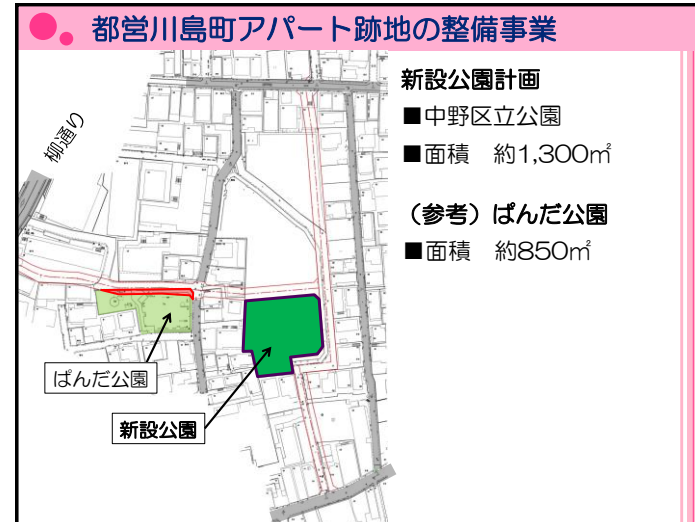 都営川島町アパート跡地の整備事業
柳通り
新設公園計画
■中野区立公園
■面積　約1,300㎡
（参考）ぱんだ公園
■面積　約850㎡
ぱんだ公園
新設公園